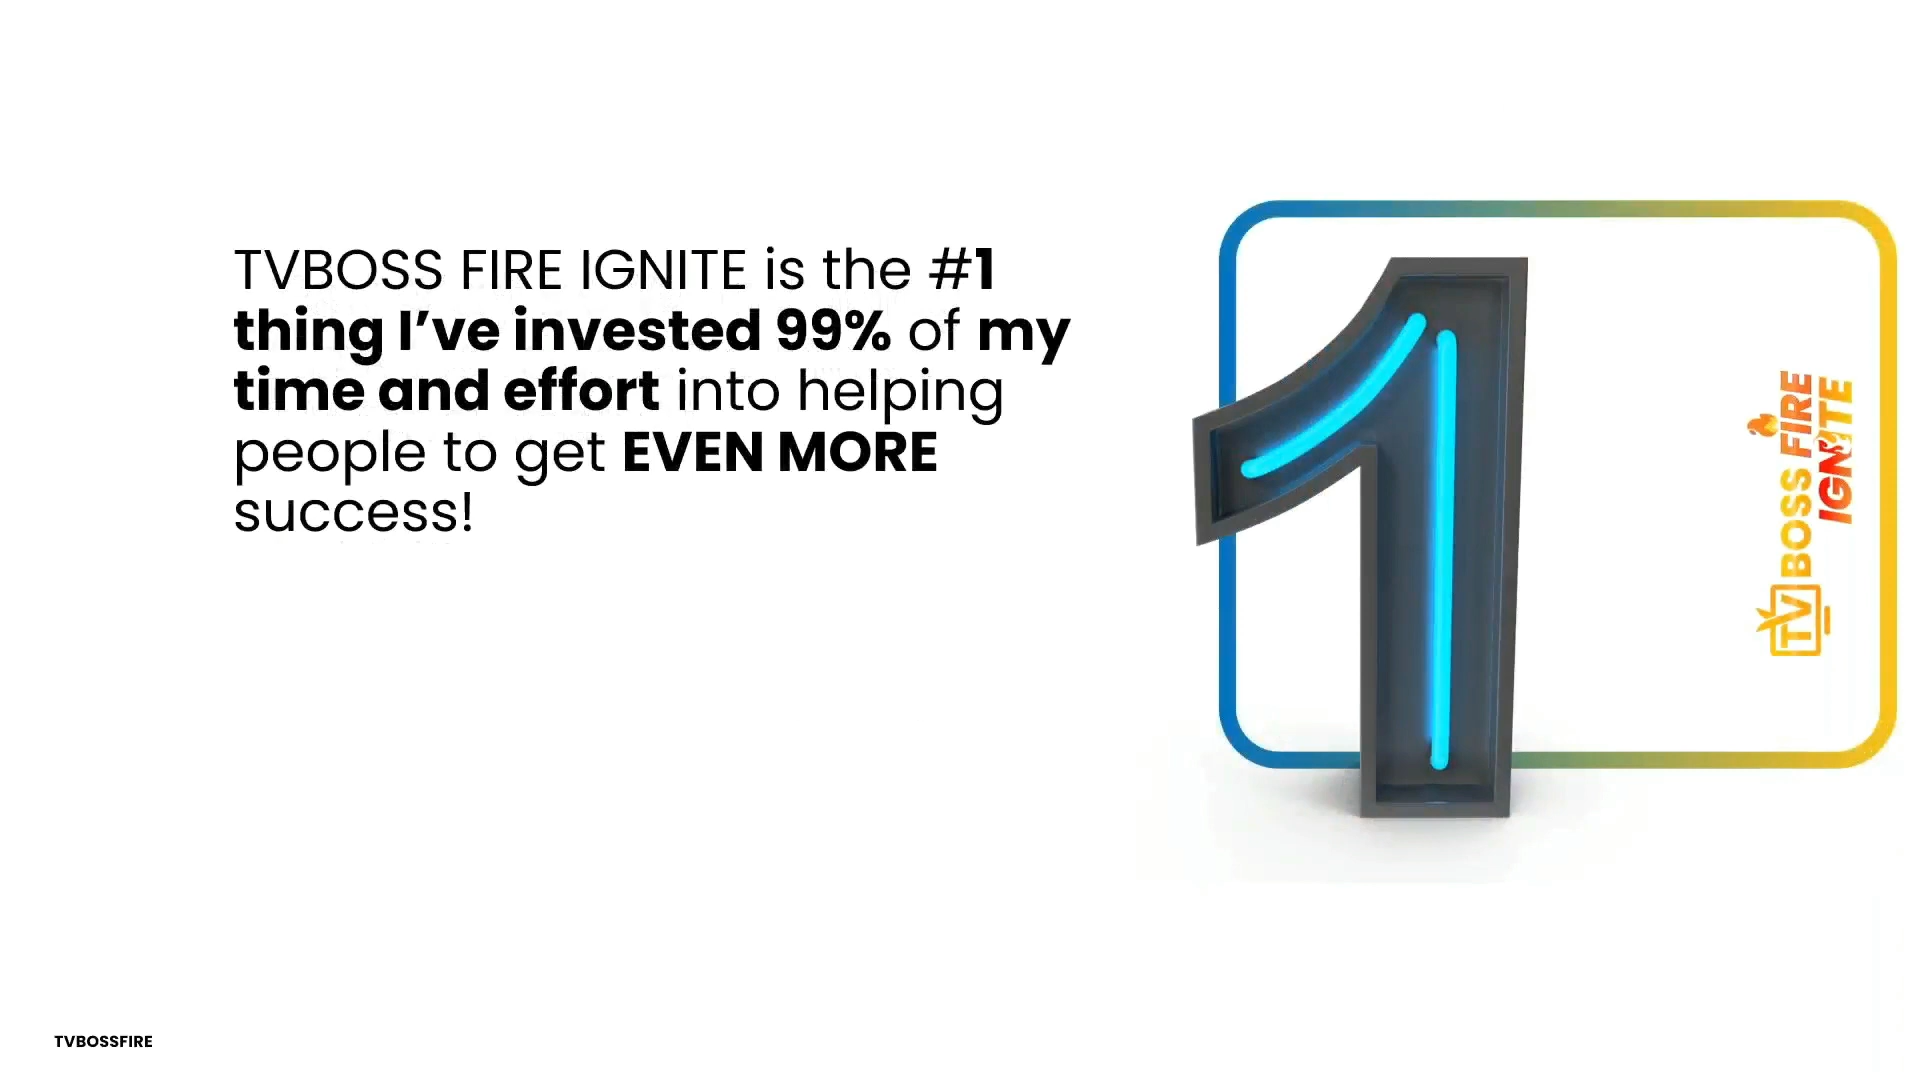 TVBOSS FIRE IGNITE is the #1
thing I’ve invested 99% of my
time and effort into helping
people to get EVEN MORE
success!
1
TV BOSS FIRE
IGNITE
TVBOSSFIRE